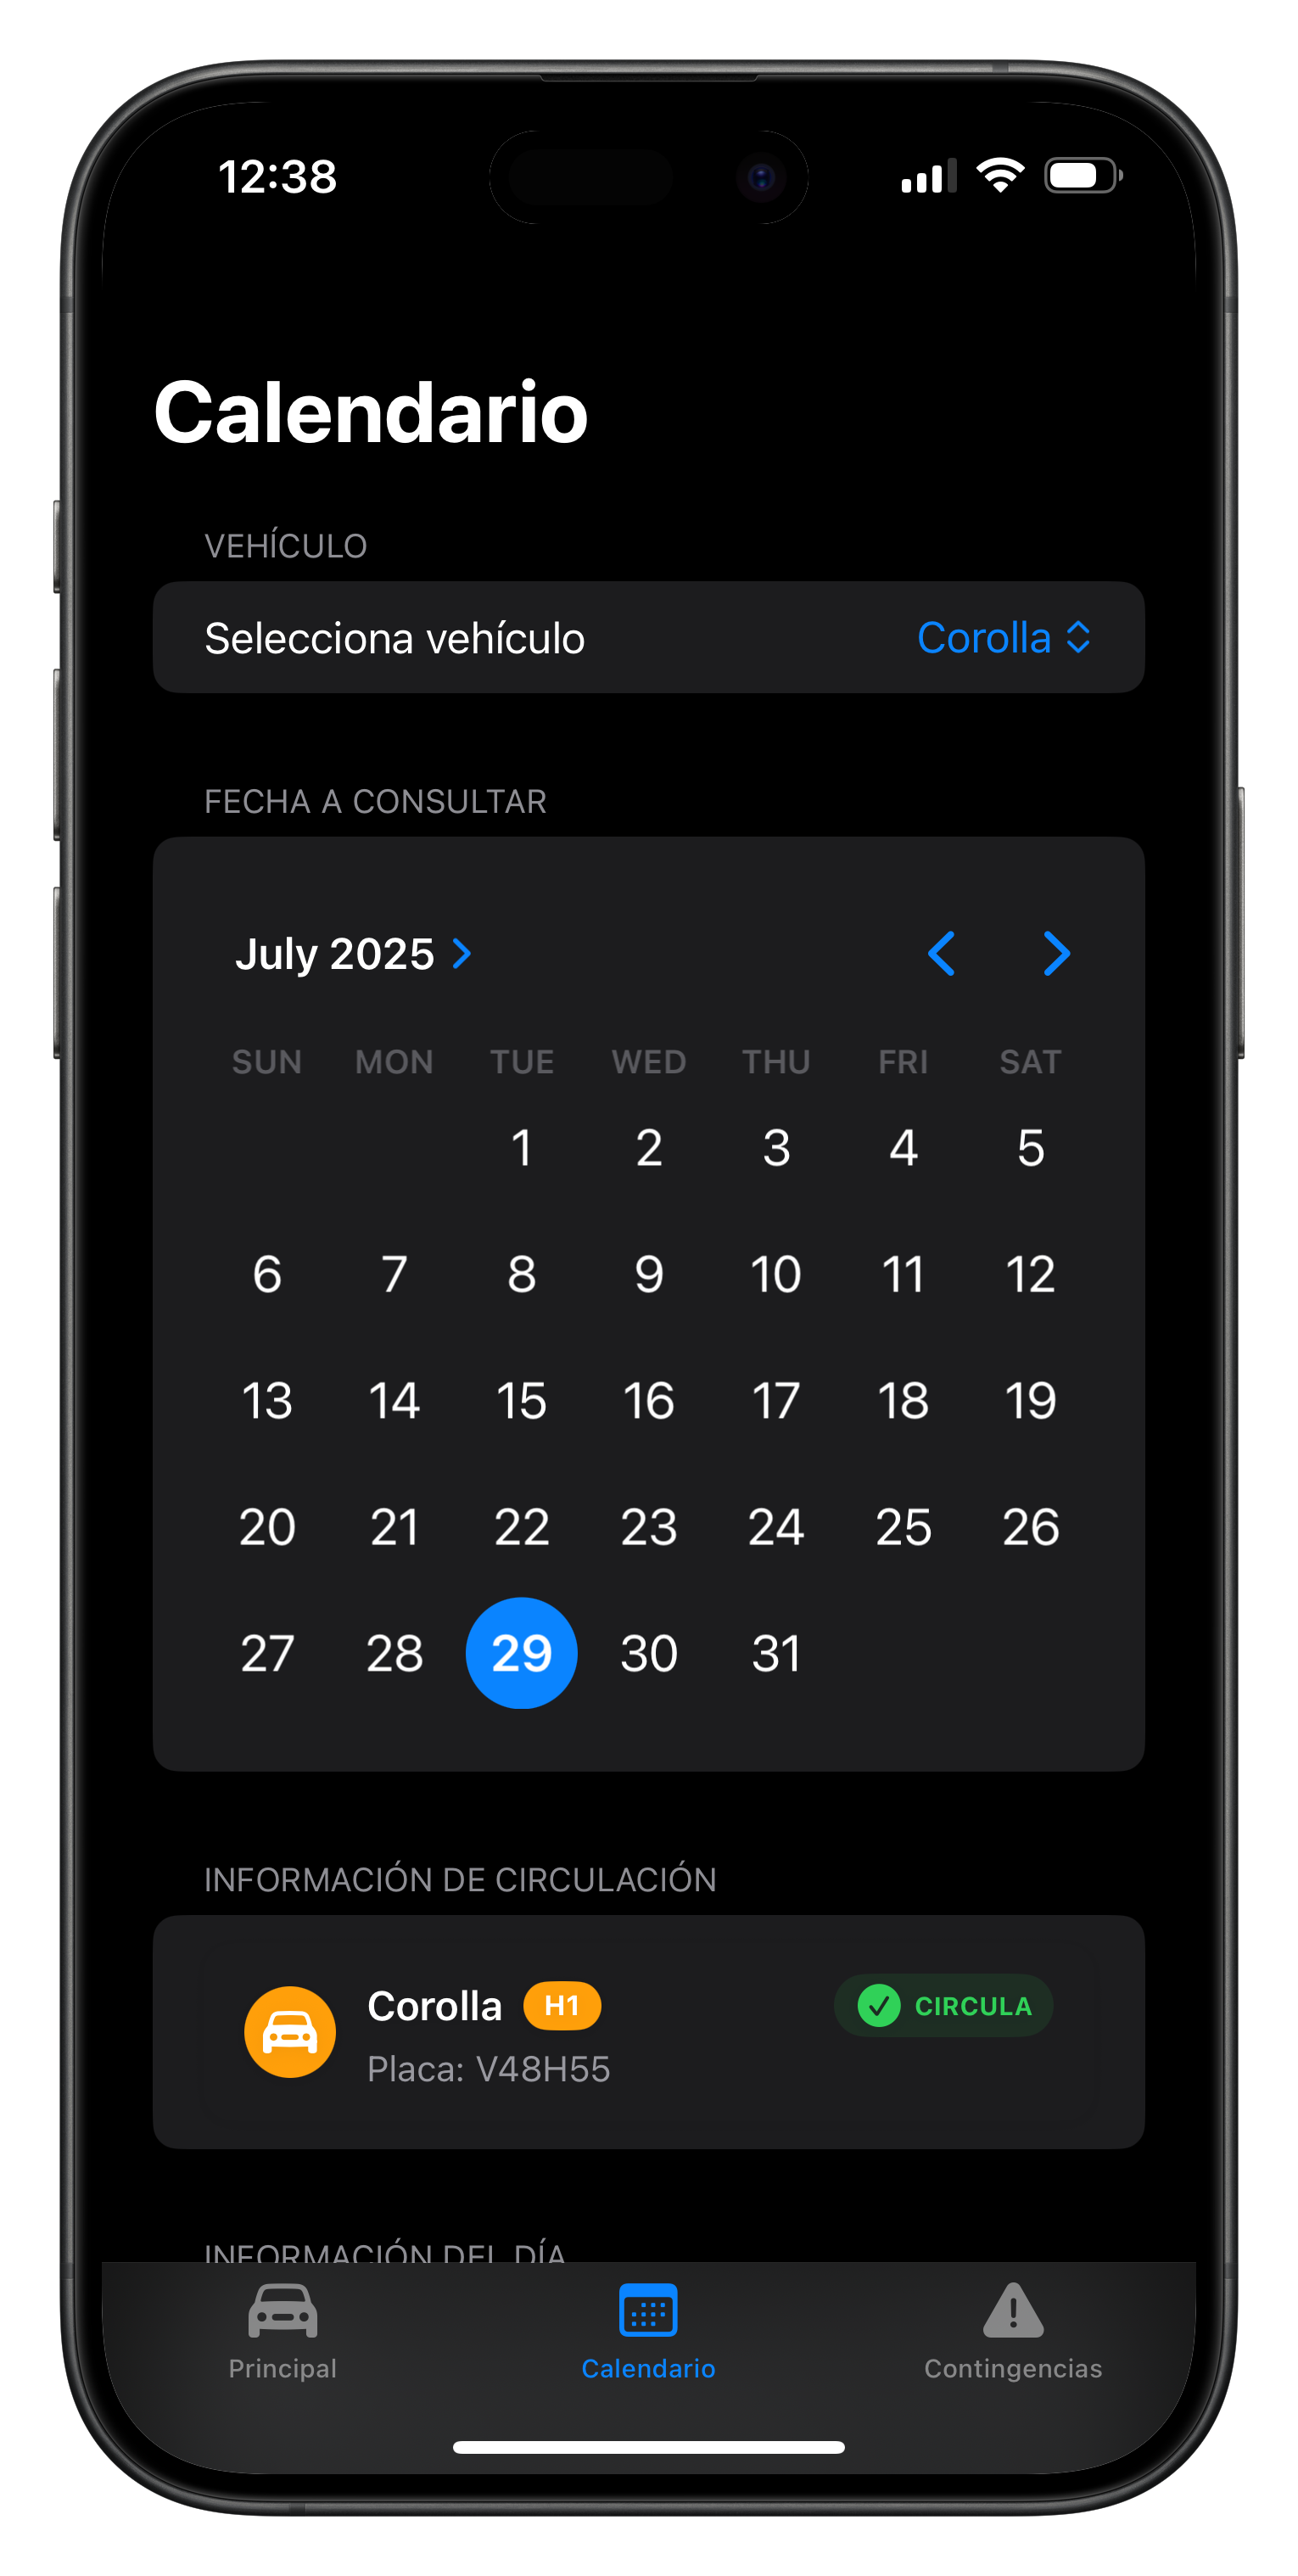 12:38
Calendario
VEHÍCULO
Selecciona vehículo Corolla
FECHA A CONSULTAR
July 2025
SUN MON TUE WED THU FRI SAT
1 2 3 4 5
6 7 8 9 10 11 12
13 14 15 16 17 18 19
20 21 22 23 24 25 26
27 28 29 30 31
INFORMACIÓN DE CIRCULACIÓN
Corolla H1 CIRCULA
Placa: V48H55
INFORMACIÓN DEL DÍA
Principal Calendario Contingencias